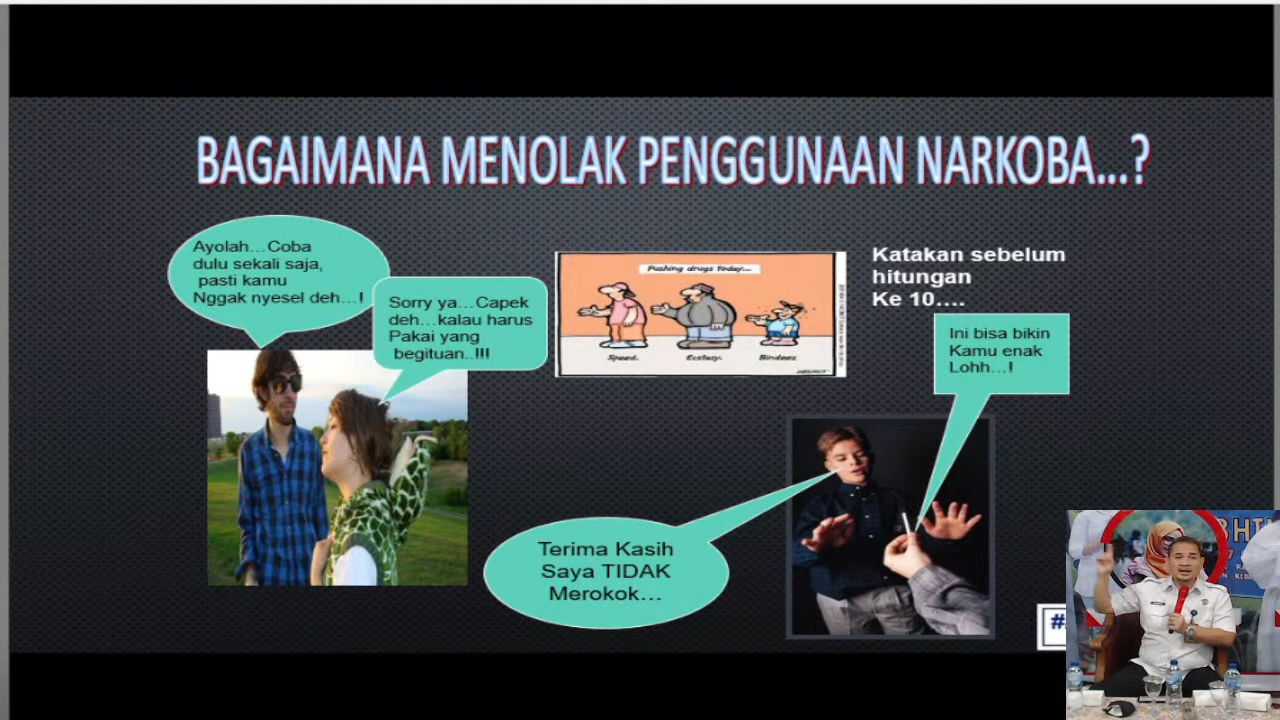 BAGAIMANA MENOLAK PENGGUNAAN NARKOBA...?
Ayolah...Coba
dulu sekali saja,
pasti kamu
Nggak nyesel deh...!
Sorry ya...Capek
deh...kalau harus
Pakai yang
begituan..!!!
Pushing drugs today...
Speed.
Ecstasy.
Bindeez
Katakan sebelum
hitungan
Ke 10....
Ini bisa bikin
Kamu enak
Lohh...!
Terima Kasih
Saya TIDAK
Merokok...
#